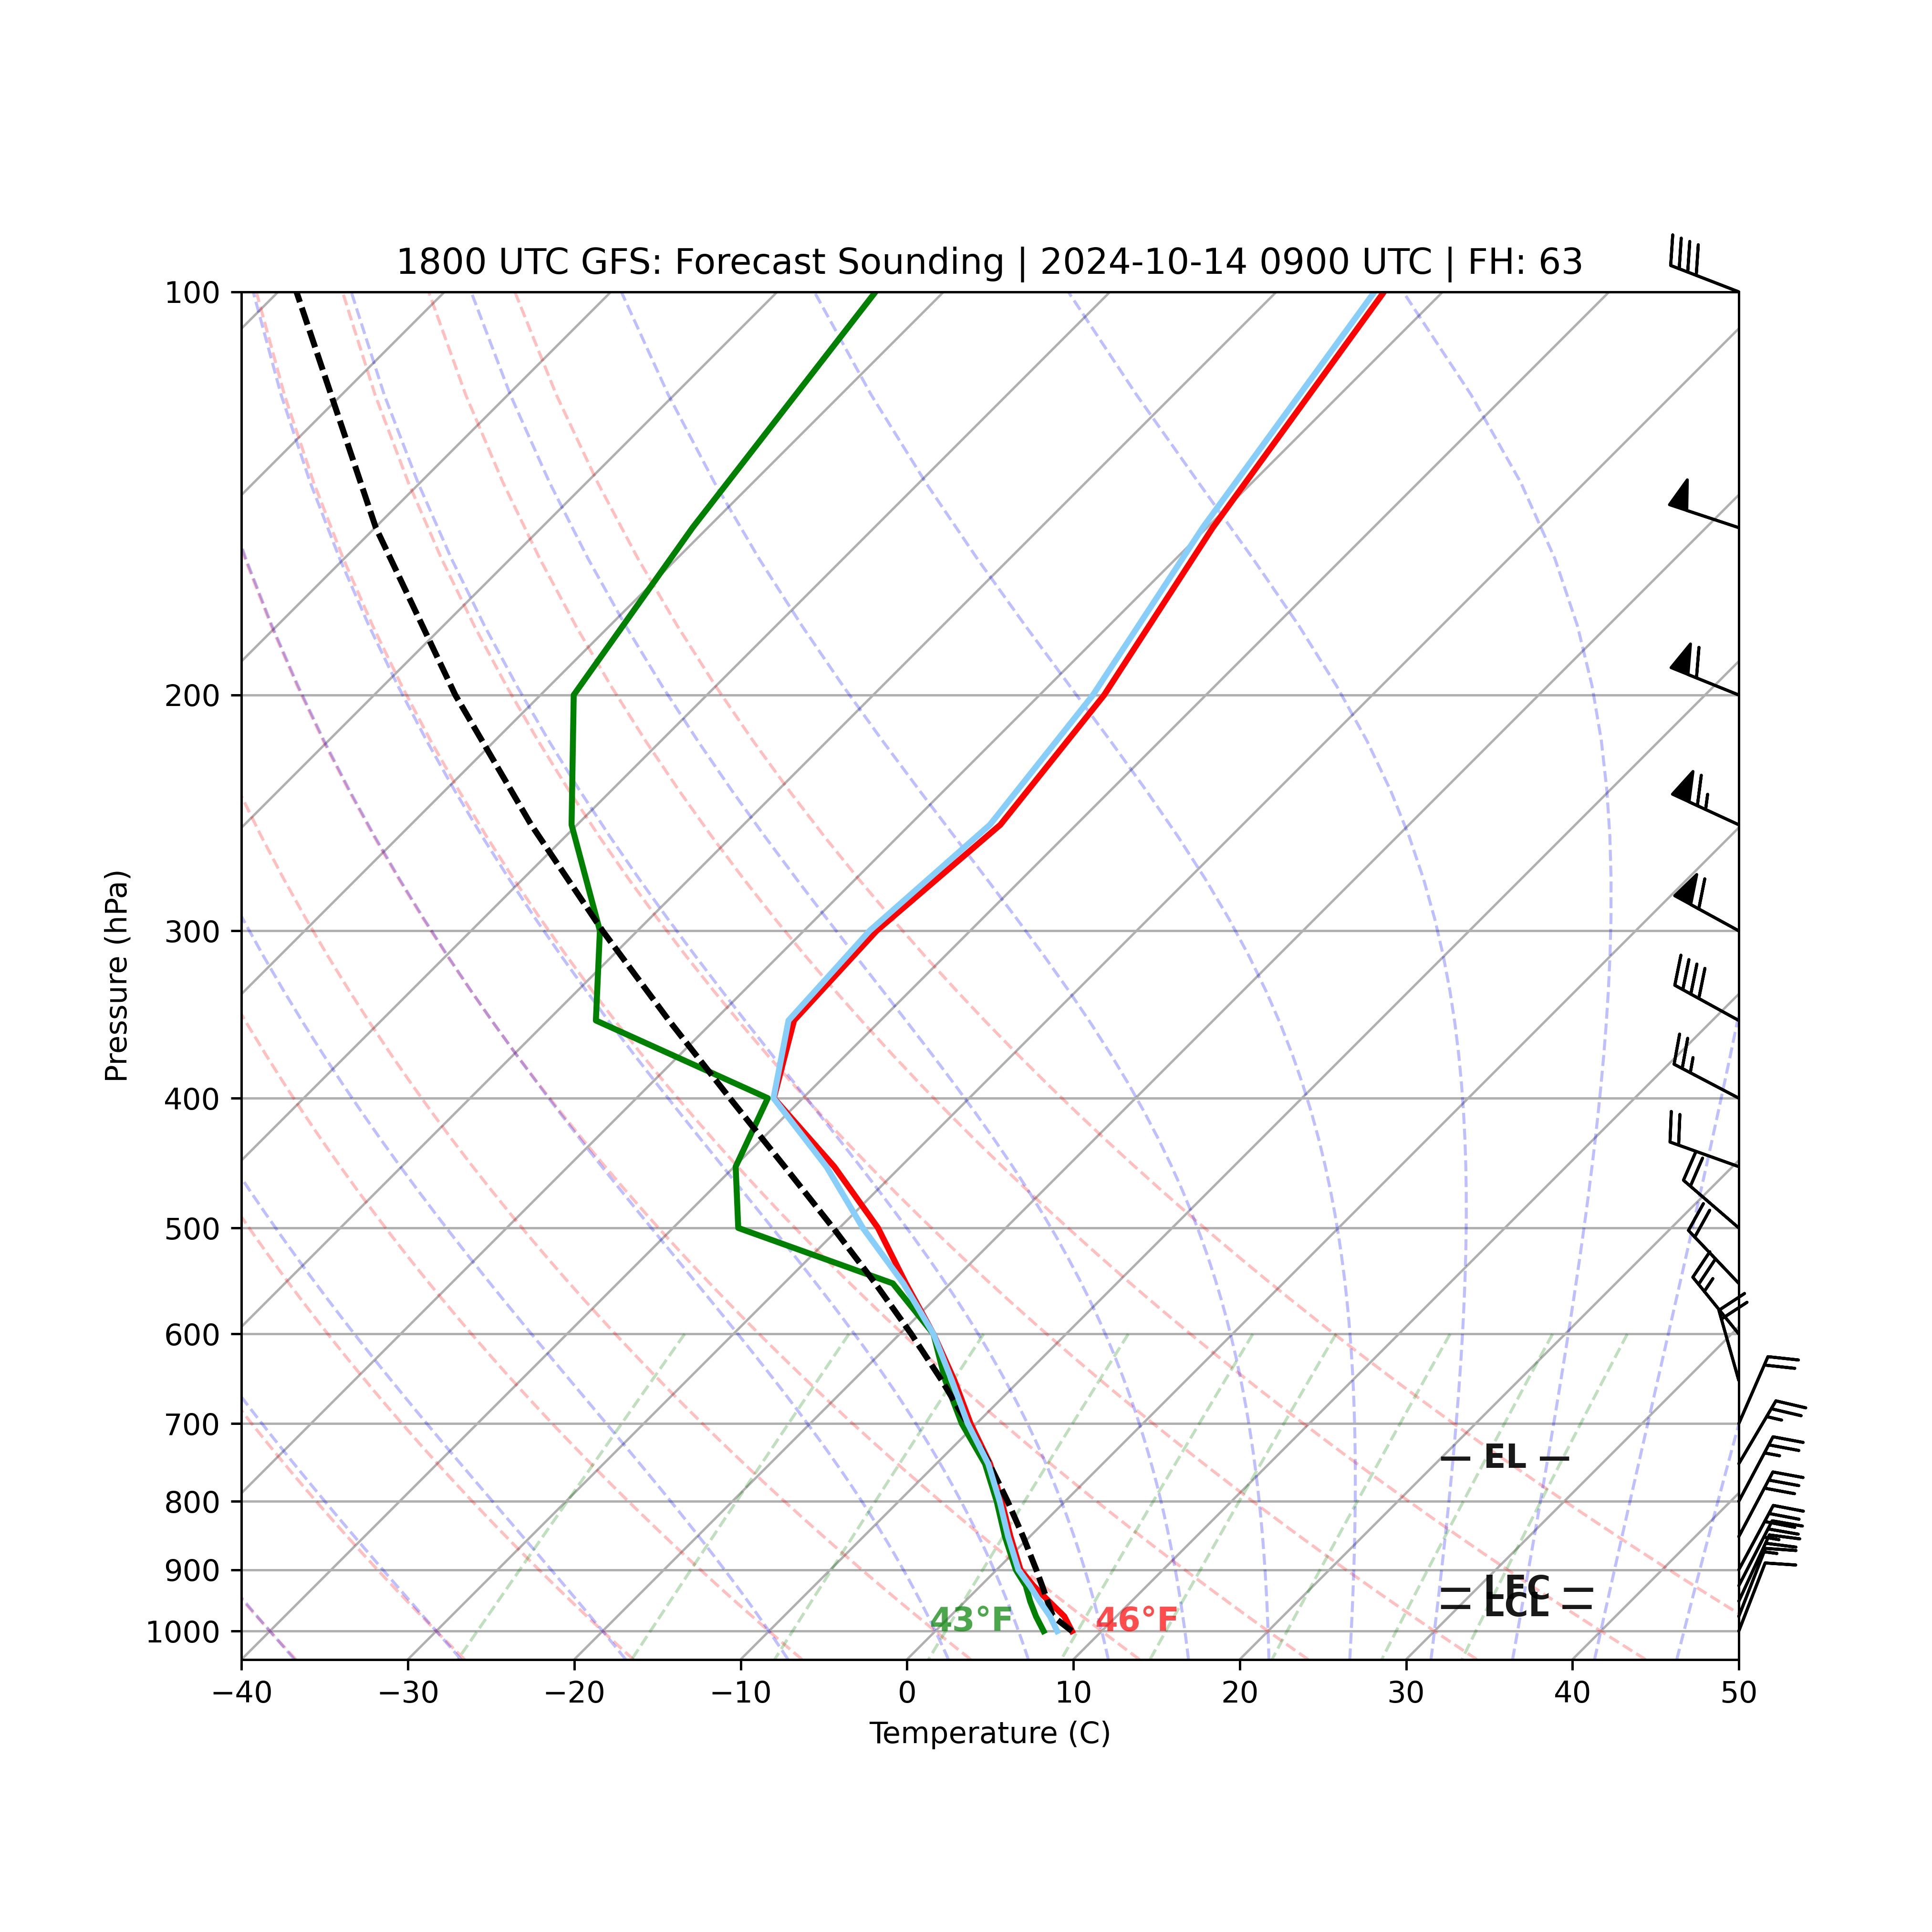 1800 UTC GFS: Forecast Sounding | 2024-10-14 0900 UTC | FH: 63
100
200
300
400
500
600
700
800
900
1000
Pressure (hPa)
— EL —
— LFC —
— LCL —
43°F
46°F
−40 −30 −20 −10 0 10 20 30 40 50
Temperature (C)